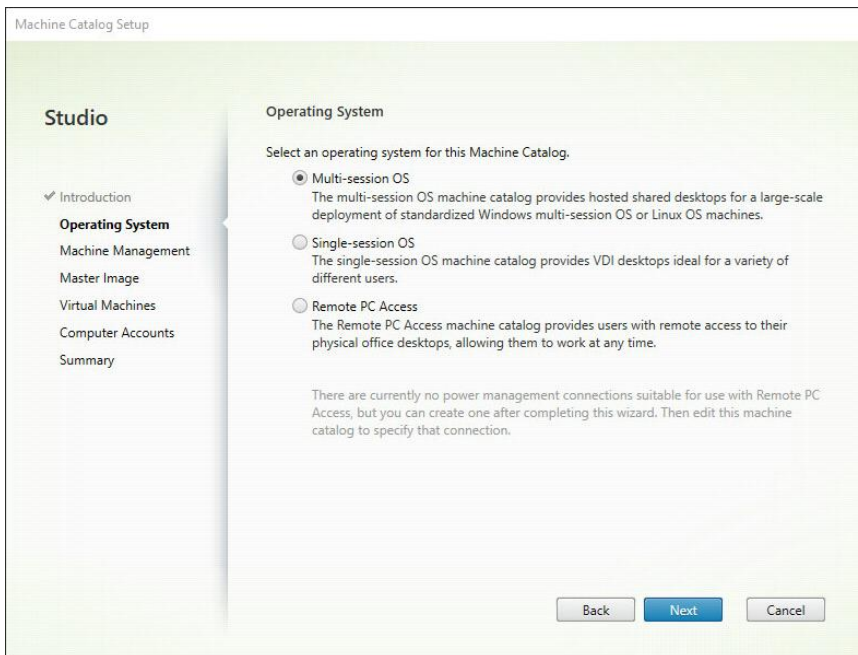 Machine Catalog Setup
Studio
✔ Introduction
Operating System
Machine Management
Master Image
Virtual Machines
Computer Accounts
Summary
Operating System
Select an operating system for this Machine Catalog.
Multi-session OS
The multi-session OS machine catalog provides hosted shared desktops for a large-scale
deployment of standardized Windows multi-session OS or Linux OS machines.
Single-session OS
The single-session OS machine catalog provides VDI desktops ideal for a variety of
different users.
Remote PC Access
The Remote PC Access machine catalog provides users with remote access to their
physical office desktops, allowing them to work at any time.
There are currently no power management connections suitable for use with Remote PC
Access, but you can create one after completing this wizard. Then edit this machine
catalog to specify that connection.
Back
Next
Cancel